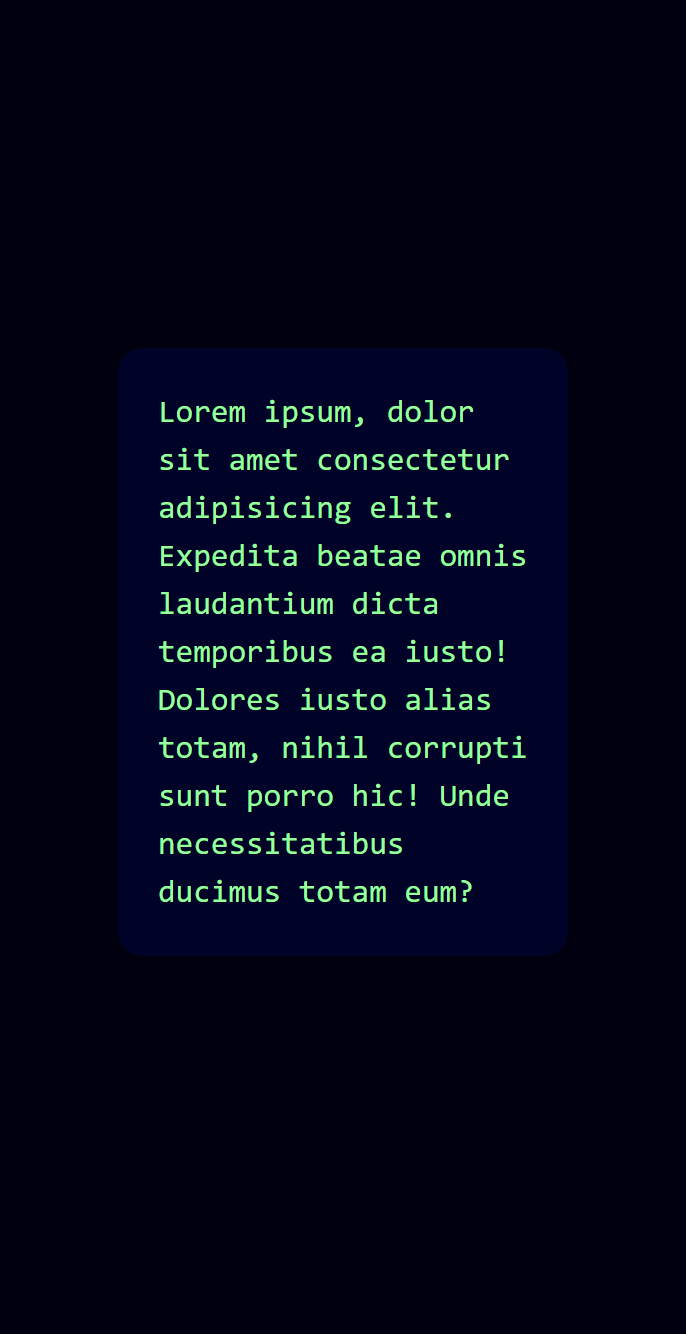 Lorem ipsum, dolor
sit amet consectetur
adipisicing elit.
Expedita beatae omnis
laudantium dicta
temporibus ea iusto!
Dolores iusto alias
totam, nihil corrupti
sunt porro hic! Unde
necessitatibus
ducimus totam eum?